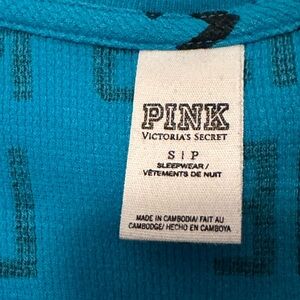 PINK
VICTORIA'S SECRET
S | P
SLEEPWEAR /
VÊTEMENTS DE NUIT
MADE IN CAMBODIA/ FAIT AU
CAMBODGE/ HECHO EN CAMBOYA